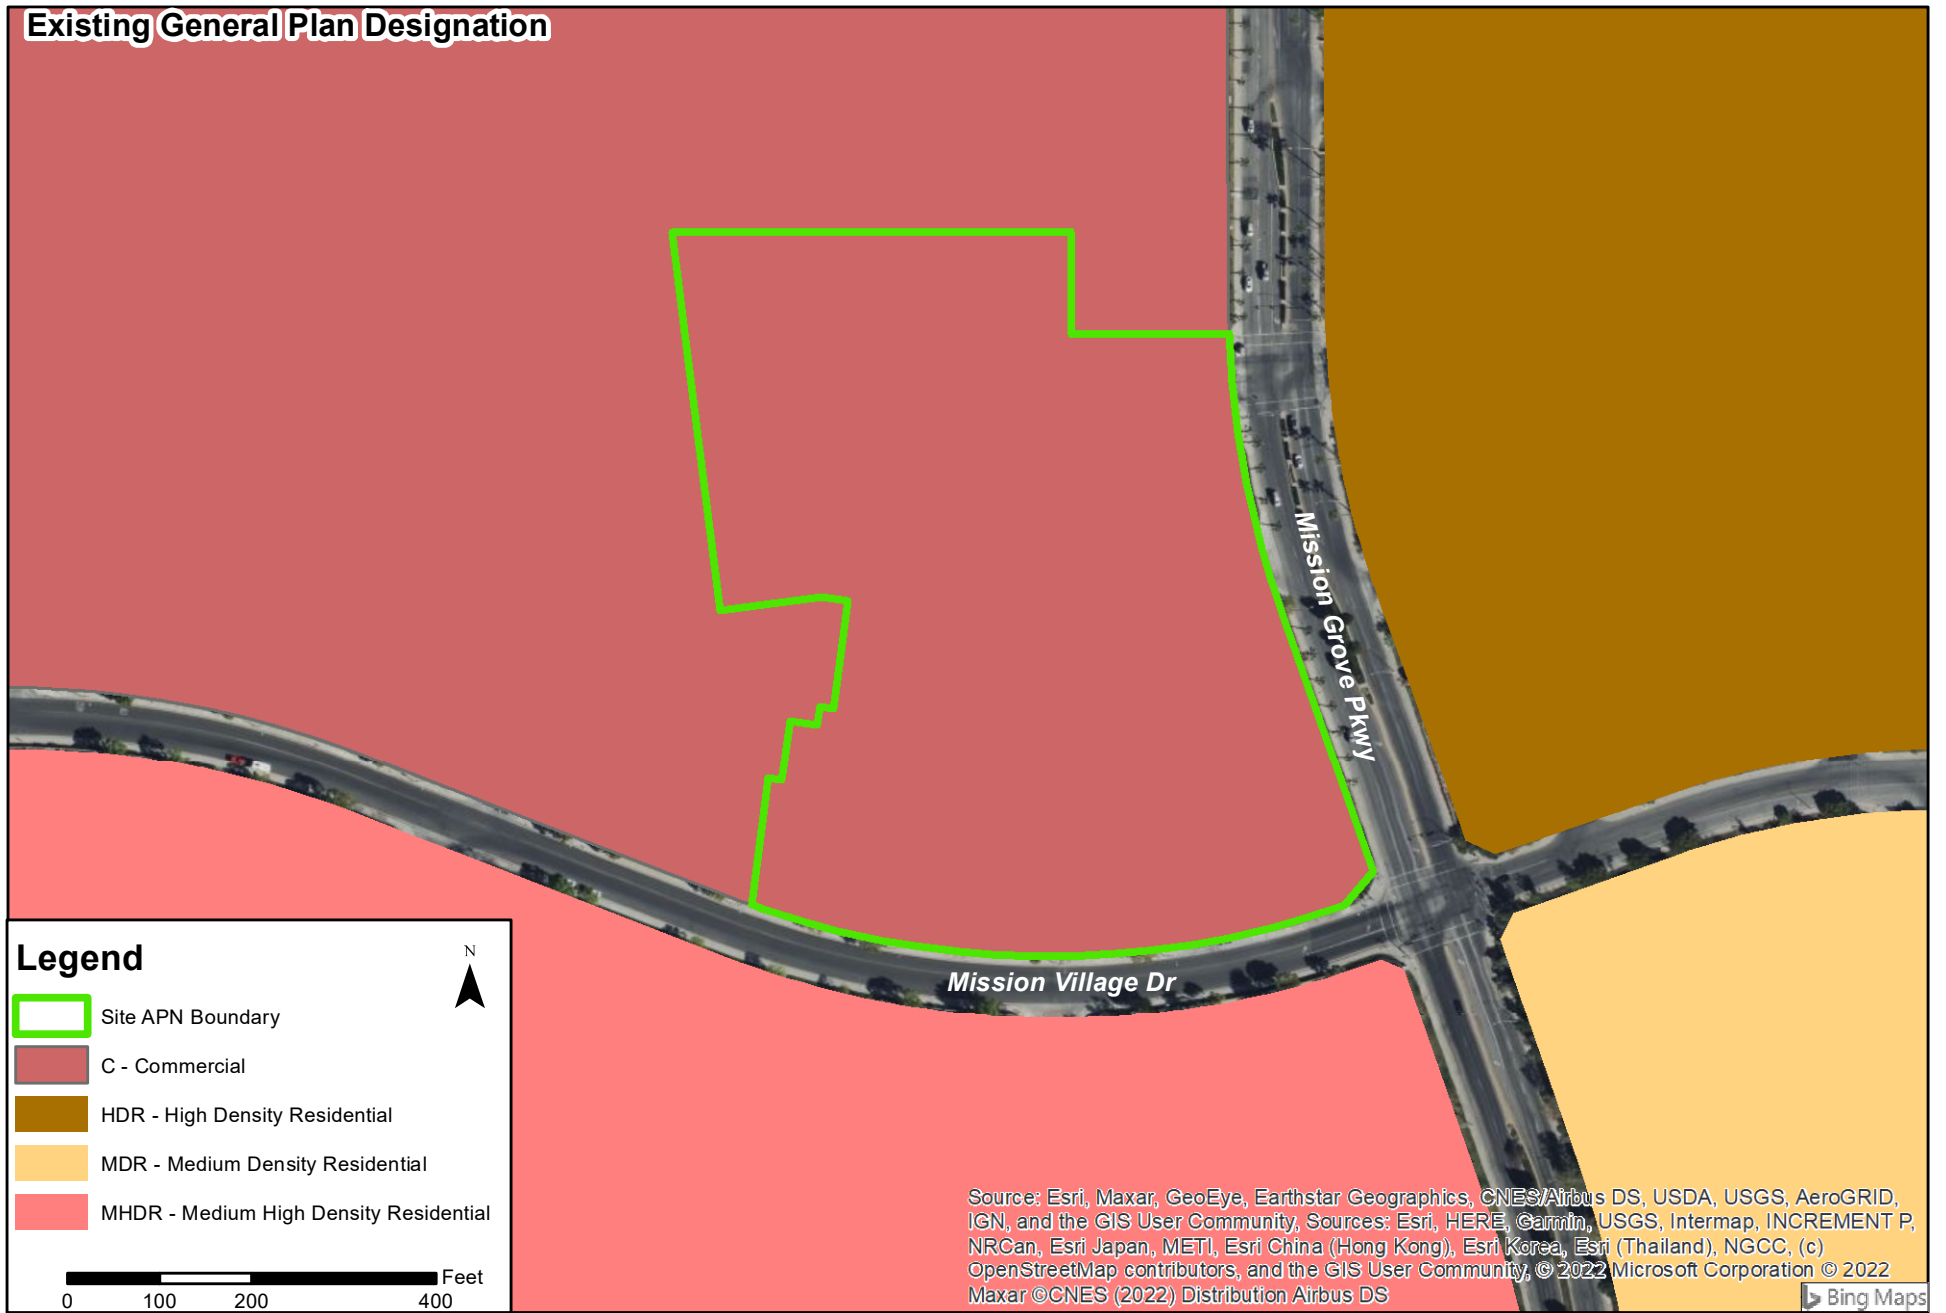 Existing General Plan Designation
Mission Grove Pkwy
Mission Village Dr
Legend
N
Site APN Boundary
C - Commercial
HDR - High Density Residential
MDR - Medium Density Residential
MHDR - Medium High Density Residential
Feet
0 100 200 400
Source: Esri, Maxar, GeoEye, Earthstar Geographics, CNES/Airbus DS, USDA, USGS, AeroGRID,
IGN, and the GIS User Community, Sources: Esri, HERE, Garmin, USGS, Intermap, INCREMENT P,
NRCan, Esri Japan, METI, Esri China (Hong Kong), Esri Korea, Esri (Thailand), NGCC, (c)
OpenStreetMap contributors, and the GIS User Community, © 2022 Microsoft Corporation © 2022
Maxar ©CNES (2022) Distribution Airbus DS
Bing Maps